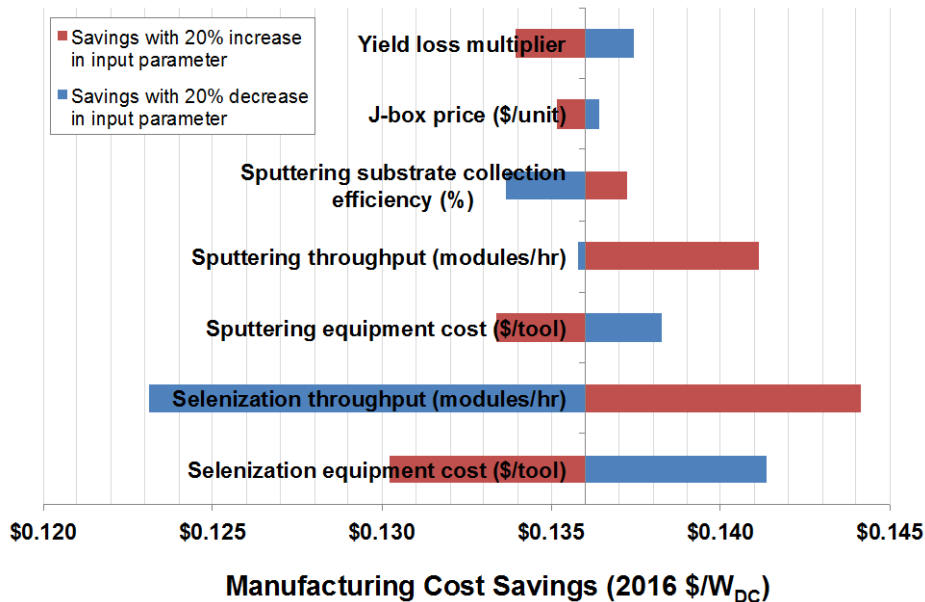 Savings with 20% increase
in input parameter
Savings with 20% decrease
in input parameter
Yield loss multiplier
J-box price ($/unit)
Sputtering substrate collection
efficiency (%)
Sputtering throughput (modules/hr)
Sputtering equipment cost ($/tool)
Selenization throughput (modules/hr)
Selenization equipment cost ($/tool)
$0.120 $0.125 $0.130 $0.135 $0.140 $0.145
Manufacturing Cost Savings (2016 $/WDC)